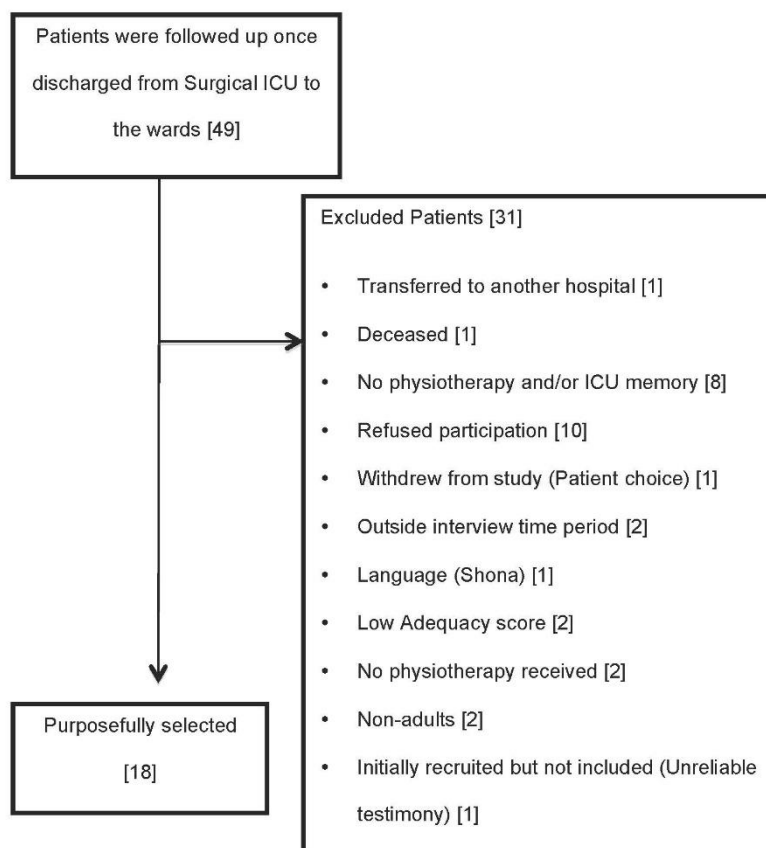 Patients were followed up once
discharged from Surgical ICU to
the wards [49]
Excluded Patients [31]
• Transferred to another hospital [1]
• Deceased [1]
• No physiotherapy and/or ICU memory [8]
• Refused participation [10]
• Withdrew from study (Patient choice) [1]
• Outside interview time period [2]
• Language (Shona) [1]
• Low Adequacy score [2]
• No physiotherapy received [2]
• Non-adults [2]
• Initially recruited but not included (Unreliable
testimony) [1]
Purposefully selected
[18]